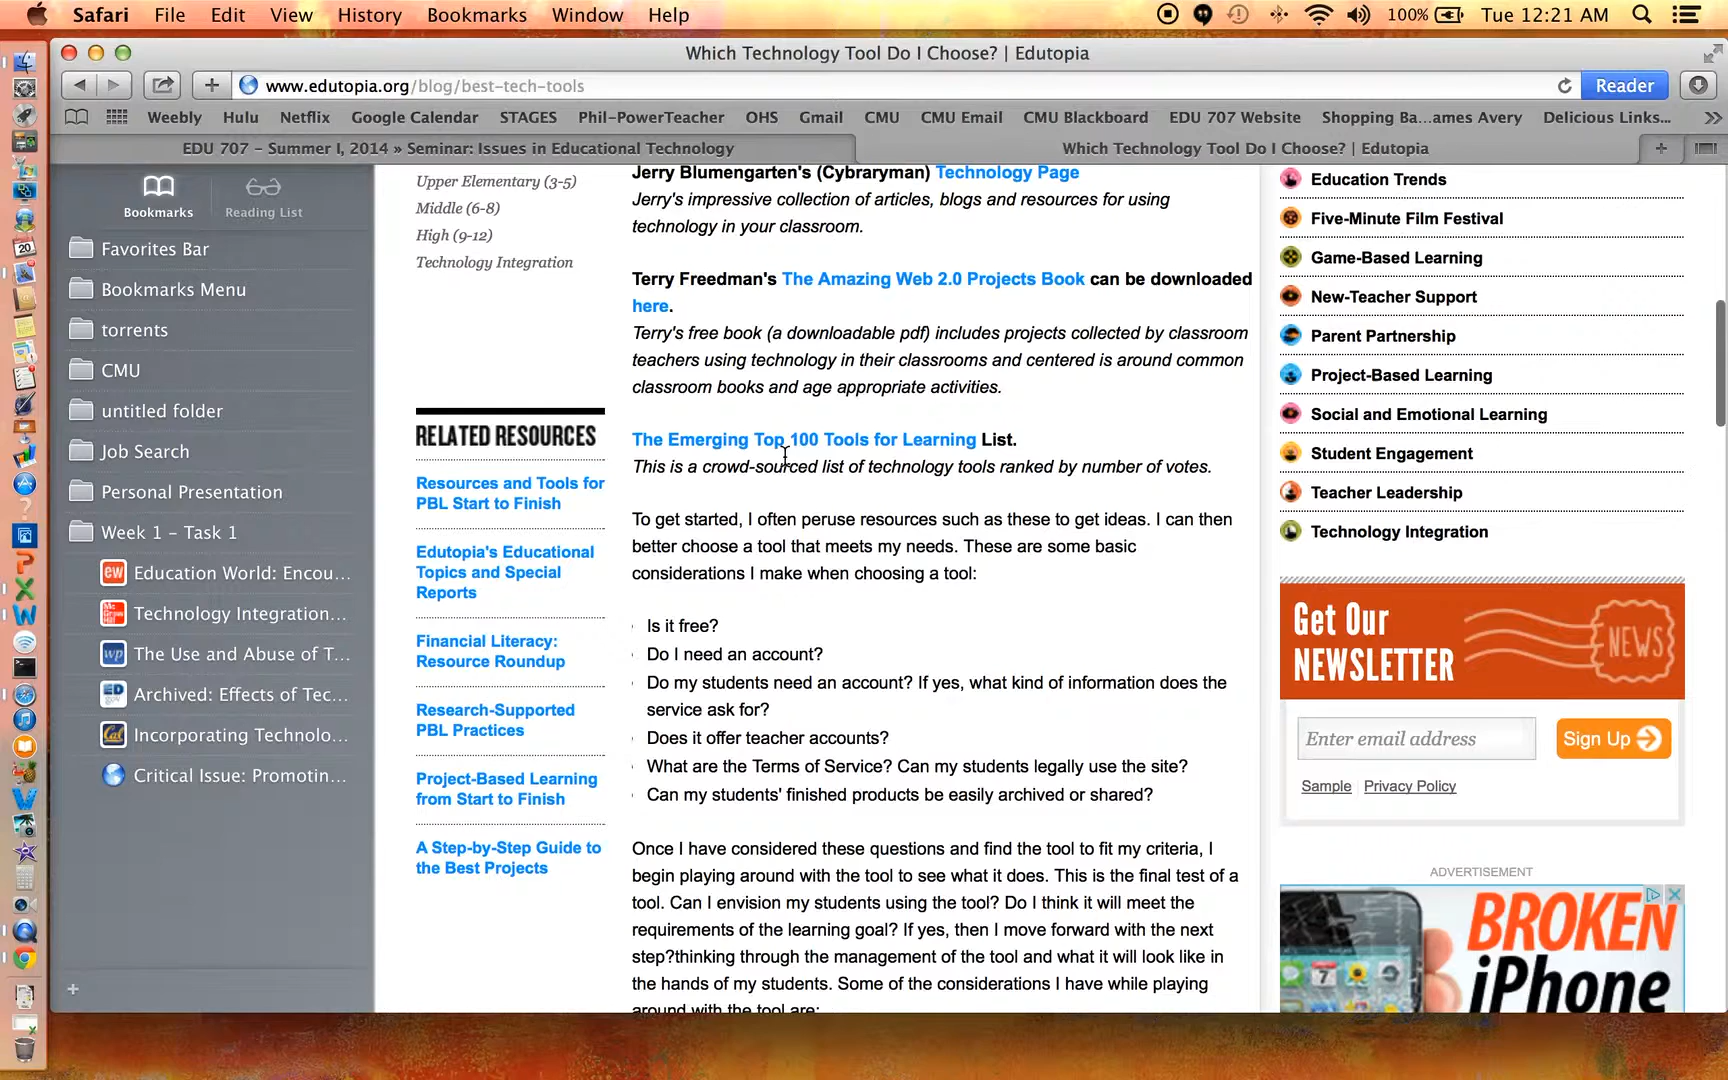 Safari File Edit View History Bookmarks Window Help 100% Tue 12:21 AM
Which Technology Tool Do I Choose? | Edutopia
www.edutopia.org/blog/best-tech-tools Reader
Weebly Hulu Netflix Google Calendar STAGES Phil-PowerTeacher OHS Gmail CMU CMU Email CMU Blackboard EDU 707 Website Shopping Ba...ames Avery Delicious Links...
EDU 707 – Summer I, 2014 » Seminar: Issues in Educational Technology
Which Technology Tool Do I Choose? | Edutopia
Bookmarks
Reading List
Favorites Bar
Bookmarks Menu
torrents
CMU
untitled folder
Job Search
Personal Presentation
Week 1 – Task 1
Education World: Encou...
Technology Integration...
The Use and Abuse of T...
Archived: Effects of Tec...
Incorporating Technolo...
Critical Issue: Promotin...
Upper Elementary (3-5)
Middle (6-8)
High (9-12)
Technology Integration
RELATED RESOURCES
Resources and Tools for
PBL Start to Finish
Edutopia's Educational
Topics and Special
Reports
Financial Literacy:
Resource Roundup
Research-Supported
PBL Practices
Project-Based Learning
from Start to Finish
A Step-by-Step Guide to
the Best Projects
Jerry Blumengarten's (Cybraryman) Technology Page
Jerry's impressive collection of articles, blogs and resources for using
technology in your classroom.
Terry Freedman's The Amazing Web 2.0 Projects Book can be downloaded
here.
Terry's free book (a downloadable pdf) includes projects collected by classroom
teachers using technology in their classrooms and centered is around common
classroom books and age appropriate activities.
The Emerging Top 100 Tools for Learning List.
This is a crowd-sourced list of technology tools ranked by number of votes.
To get started, I often peruse resources such as these to get ideas. I can then
better choose a tool that meets my needs. These are some basic
considerations I make when choosing a tool:
Is it free?
Do I need an account?
Do my students need an account? If yes, what kind of information does the
service ask for?
Does it offer teacher accounts?
What are the Terms of Service? Can my students legally use the site?
Can my students' finished products be easily archived or shared?
Once I have considered these questions and find the tool to fit my criteria, I
begin playing around with the tool to see what it does. This is the final test of a
tool. Can I envision my students using the tool? Do I think it will meet the
requirements of the learning goal? If yes, then I move forward with the next
step?thinking through the management of the tool and what it will look like in
the hands of my students. Some of the considerations I have while playing
around with the tool are:
Education Trends
Five-Minute Film Festival
Game-Based Learning
New-Teacher Support
Parent Partnership
Project-Based Learning
Social and Emotional Learning
Student Engagement
Teacher Leadership
Technology Integration
Get Our
NEWSLETTER
NEWS
Enter email address
Sign Up
Sample Privacy Policy
ADVERTISEMENT
BROKEN
iPhone